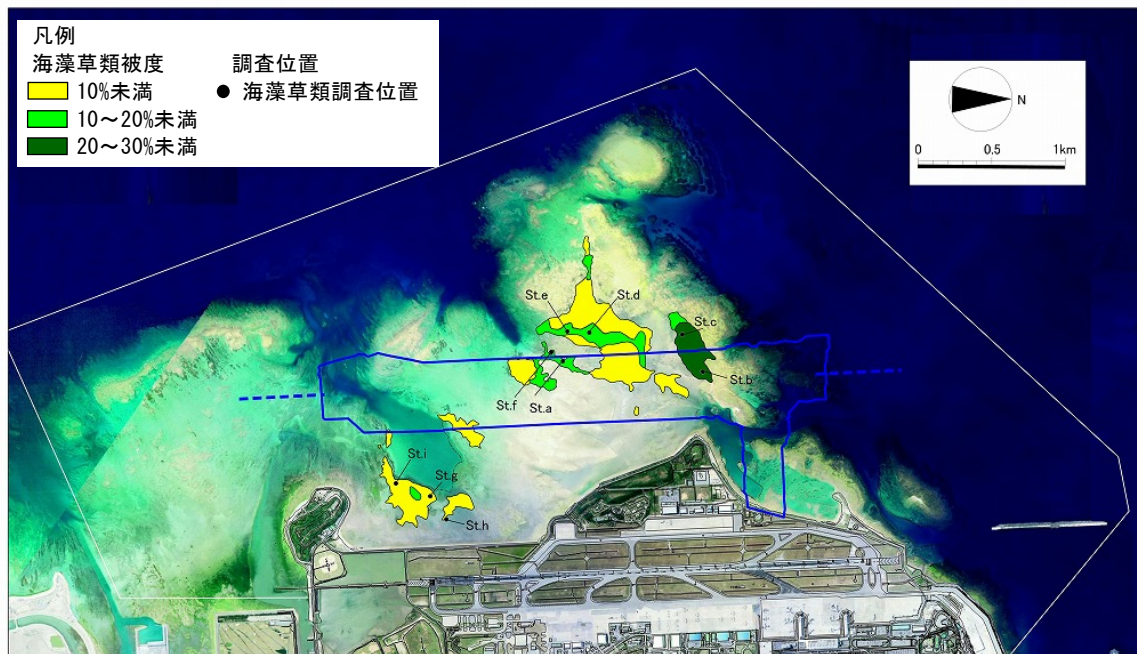 凡例
海藻草類被度 調査位置
10%未満 ● 海藻草類調査位置
10～20%未満
20～30%未満
N
0 0.5 1km
St.e St.d
St.c
St.b
St.f St.a
St.i
St.g
St.h